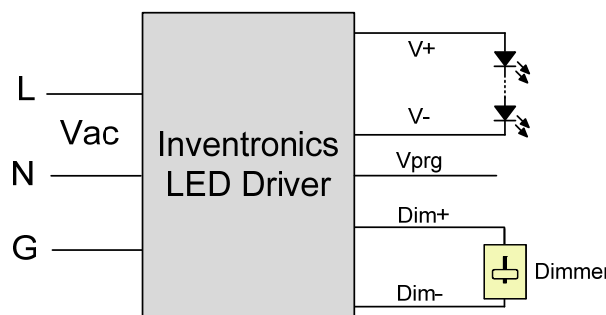 L
Vac
N
G
Inventronics
LED Driver
V+
V-
Vprg
Dim+
Dim-
Dimmer